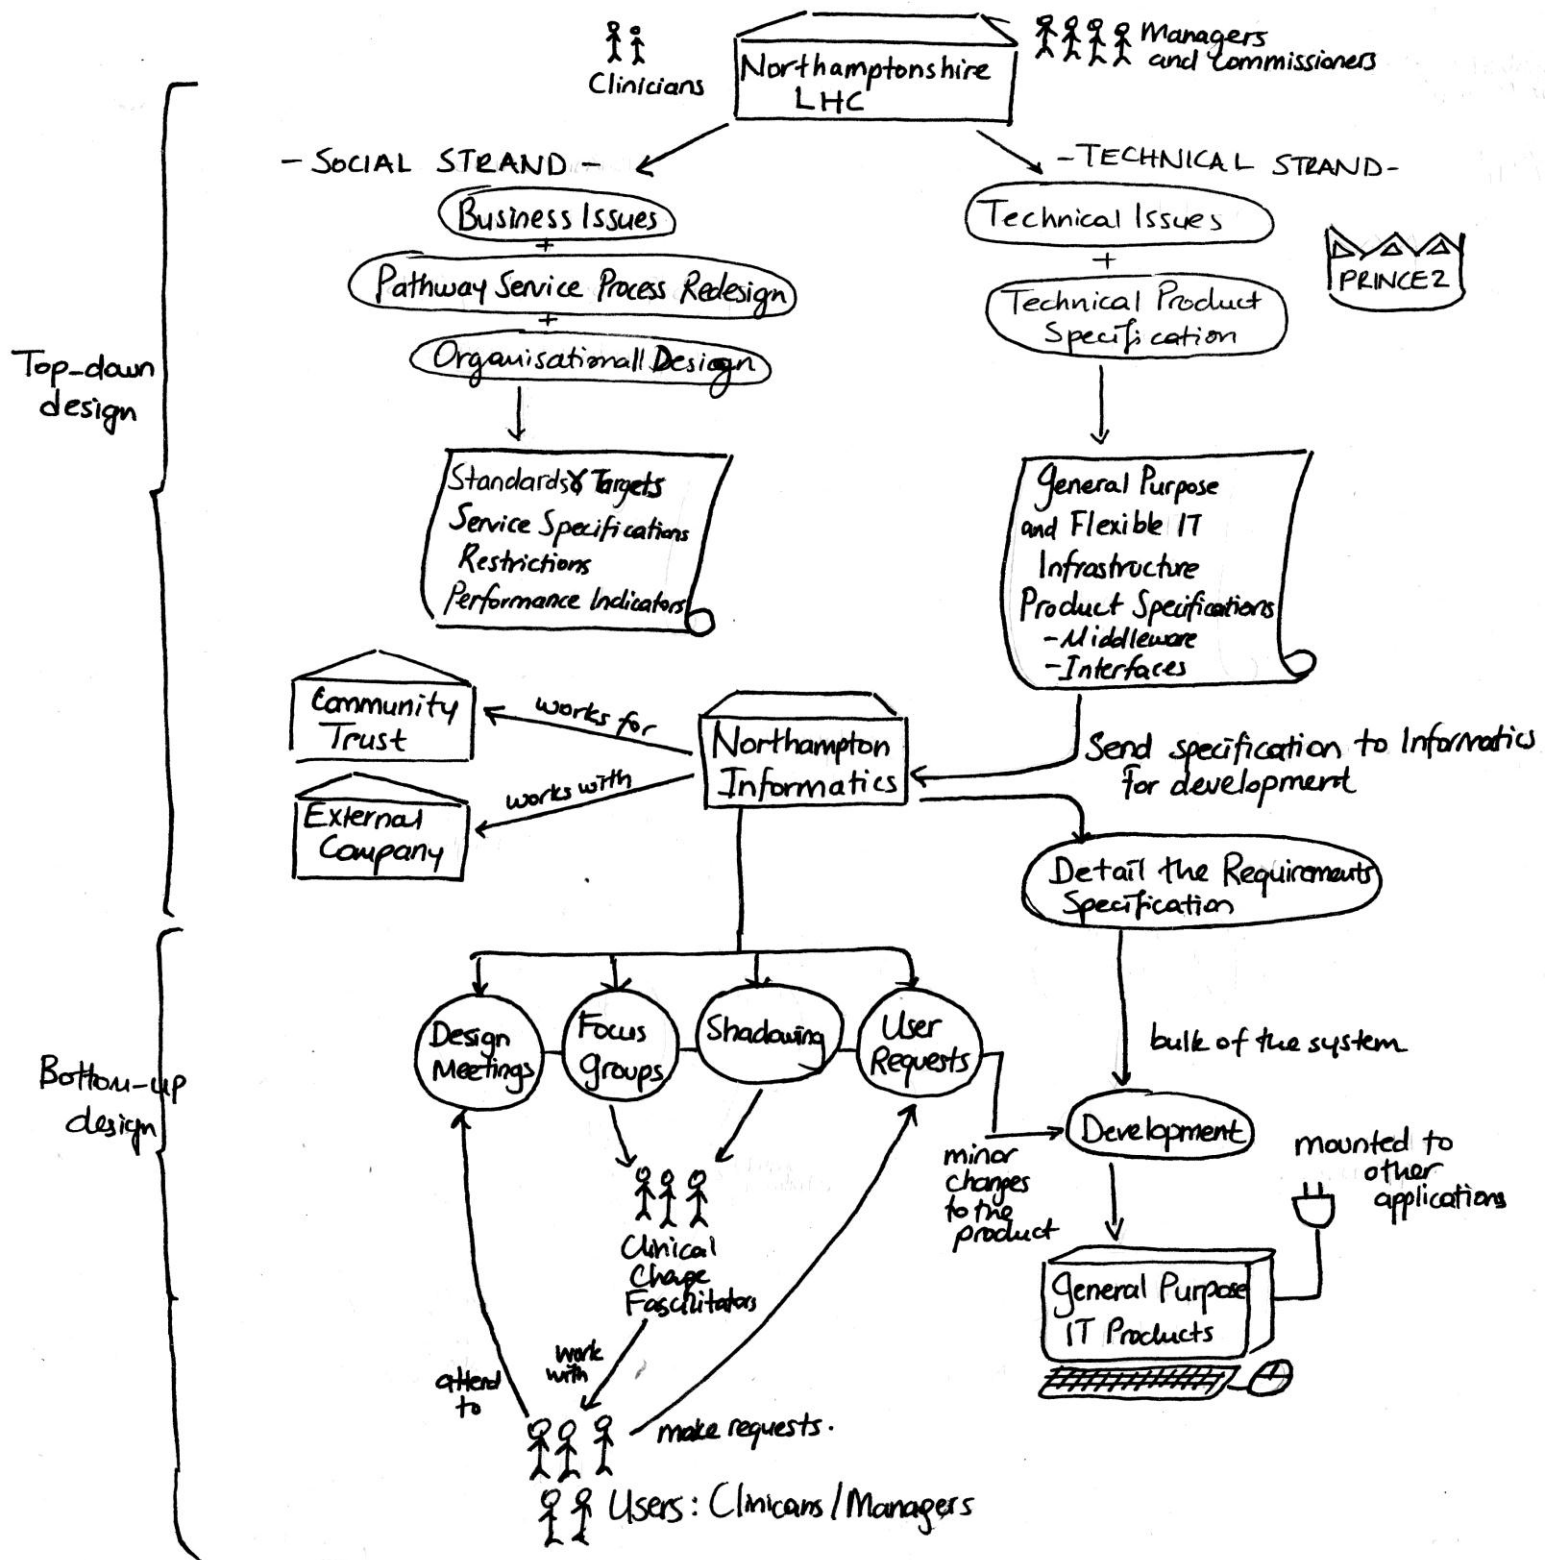 Clinicians
Northamptonshire
LHC
Managers
and Commissioners
- SOCIAL STRAND -
- TECHNICAL STRAND -
Business Issues
+
Pathway Service Process Redesign
+
Organisationall Design
Technical Issues
+
Technical Product
Specification
PRINCE2
Top-down
design
Standards & Targets
Service Specifications
Restrictions
Performance Indicators
General Purpose
and Flexible IT
Infrastructure
Product Specifications
- Middleware
- Interfaces
Community
Trust
works for
Northampton
Informatics
Send specification to Informatics
for development
works with
External
Company
Detail the Requirements
Specification
Bottom-up
design
Design
Meetings
Focus
Groups
Shadowing
User
Requests
bulk of the system
Development
minor
changes
to the
product
mounted to
other
applications
Clinical
Change
Fascilitators
General Purpose
IT Products
attend
to
work
with
make requests.
Users: Clinicans / Managers